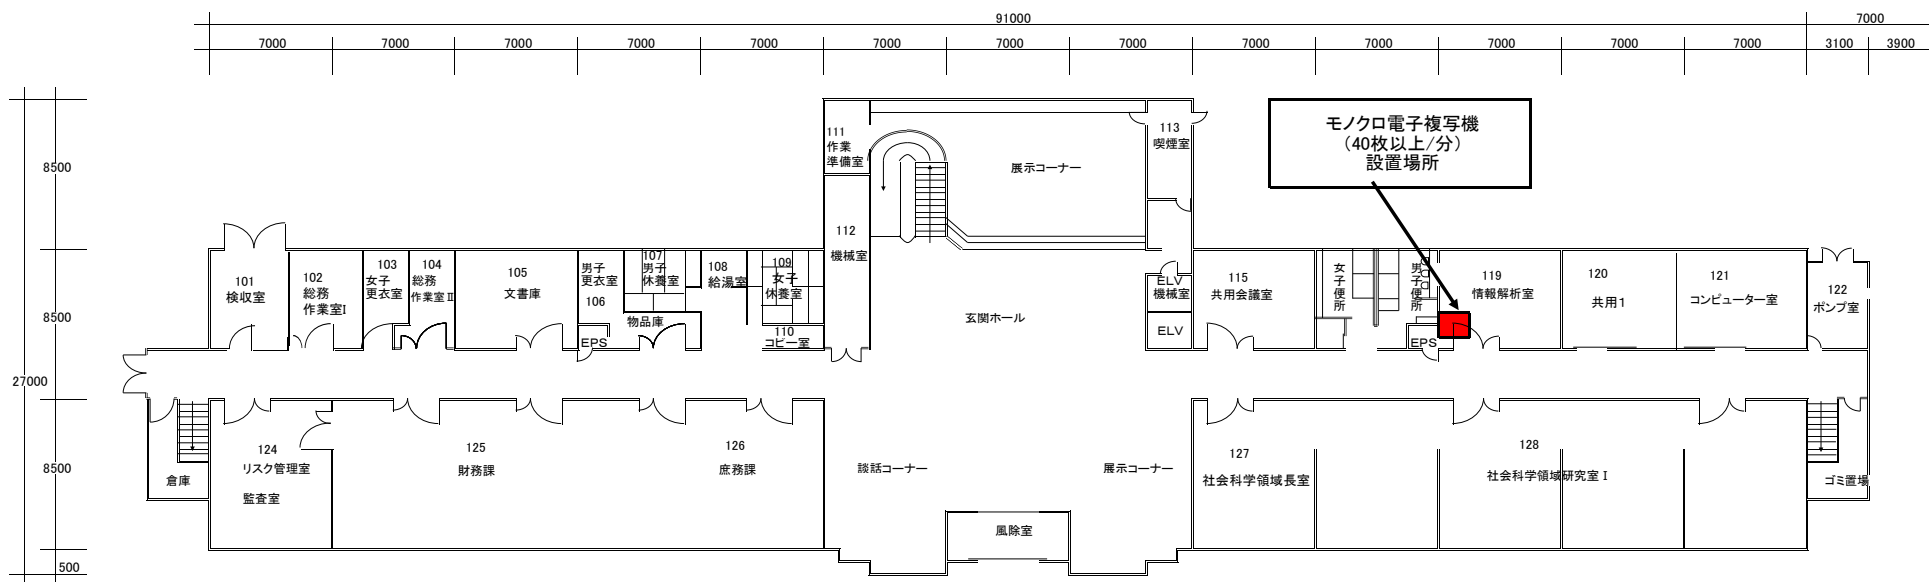 91000
7000
7000
7000
7000
7000
7000
7000
7000
7000
7000
7000
7000
7000
7000
3100
3900
8500
8500
27000
8500
500
モノクロ電子複写機
(40枚以上/分)
設置場所
111
作業
準備室
113
喫煙室
展示コーナー
112
機械室
101
検収室
102
総務
作業室Ⅰ
103
女子
更衣室
104
総務
作業室Ⅱ
105
文書庫
男子
更衣室
106
107
男子
休養室
物品庫
EPS
108
給湯室
109
女子
休養室
110
コピー室
玄関ホール
ELV
機械室
ELV
115
共用会議室
女子便所
男子便所
EPS
119
情報解析室
120
共用1
121
コンピューター室
122
ポンプ室
倉庫
124
リスク管理室
監査室
125
財務課
126
庶務課
談話コーナー
展示コーナー
風除室
127
社会科学領域長室
128
社会科学領域研究室Ⅰ
ゴミ置場